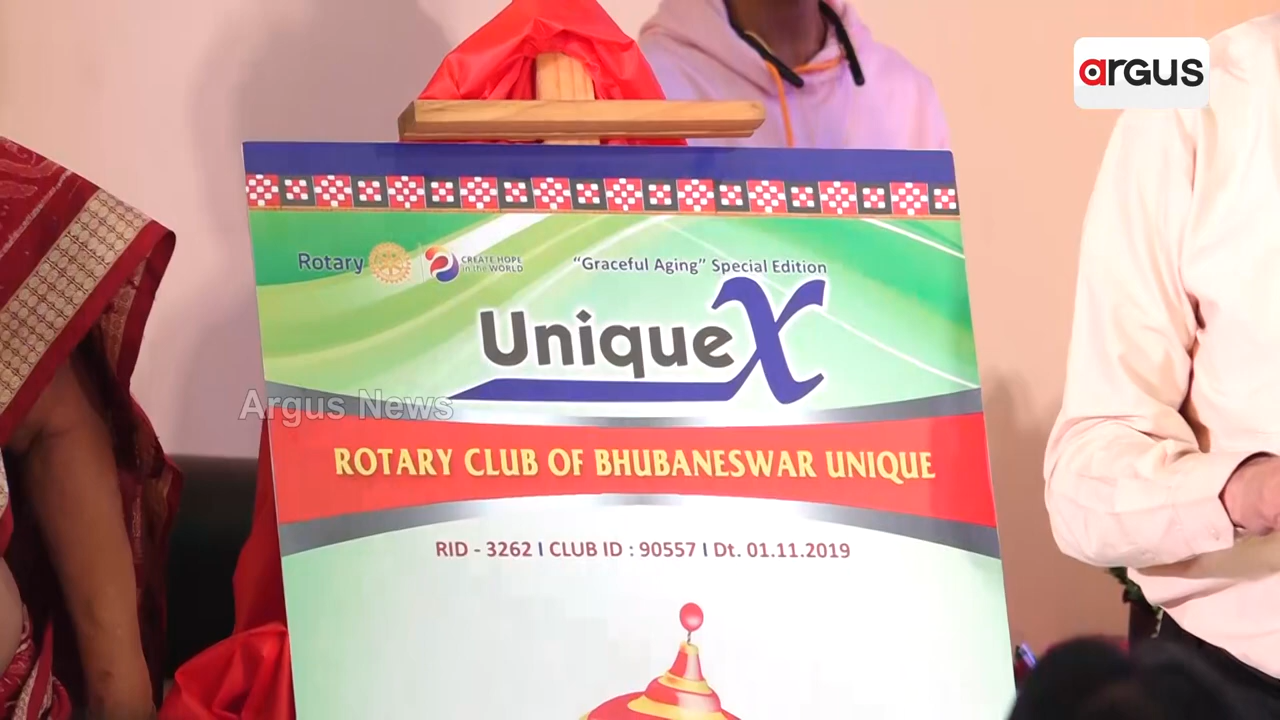 argus
Rotary
CREATE HOPE
in the WORLD
“Graceful Aging” Special Edition
UniqueX
Argus News
ROTARY CLUB OF BHUBANESWAR UNIQUE
RID - 3262 I CLUB ID : 90557 I Dt. 01.11.2019